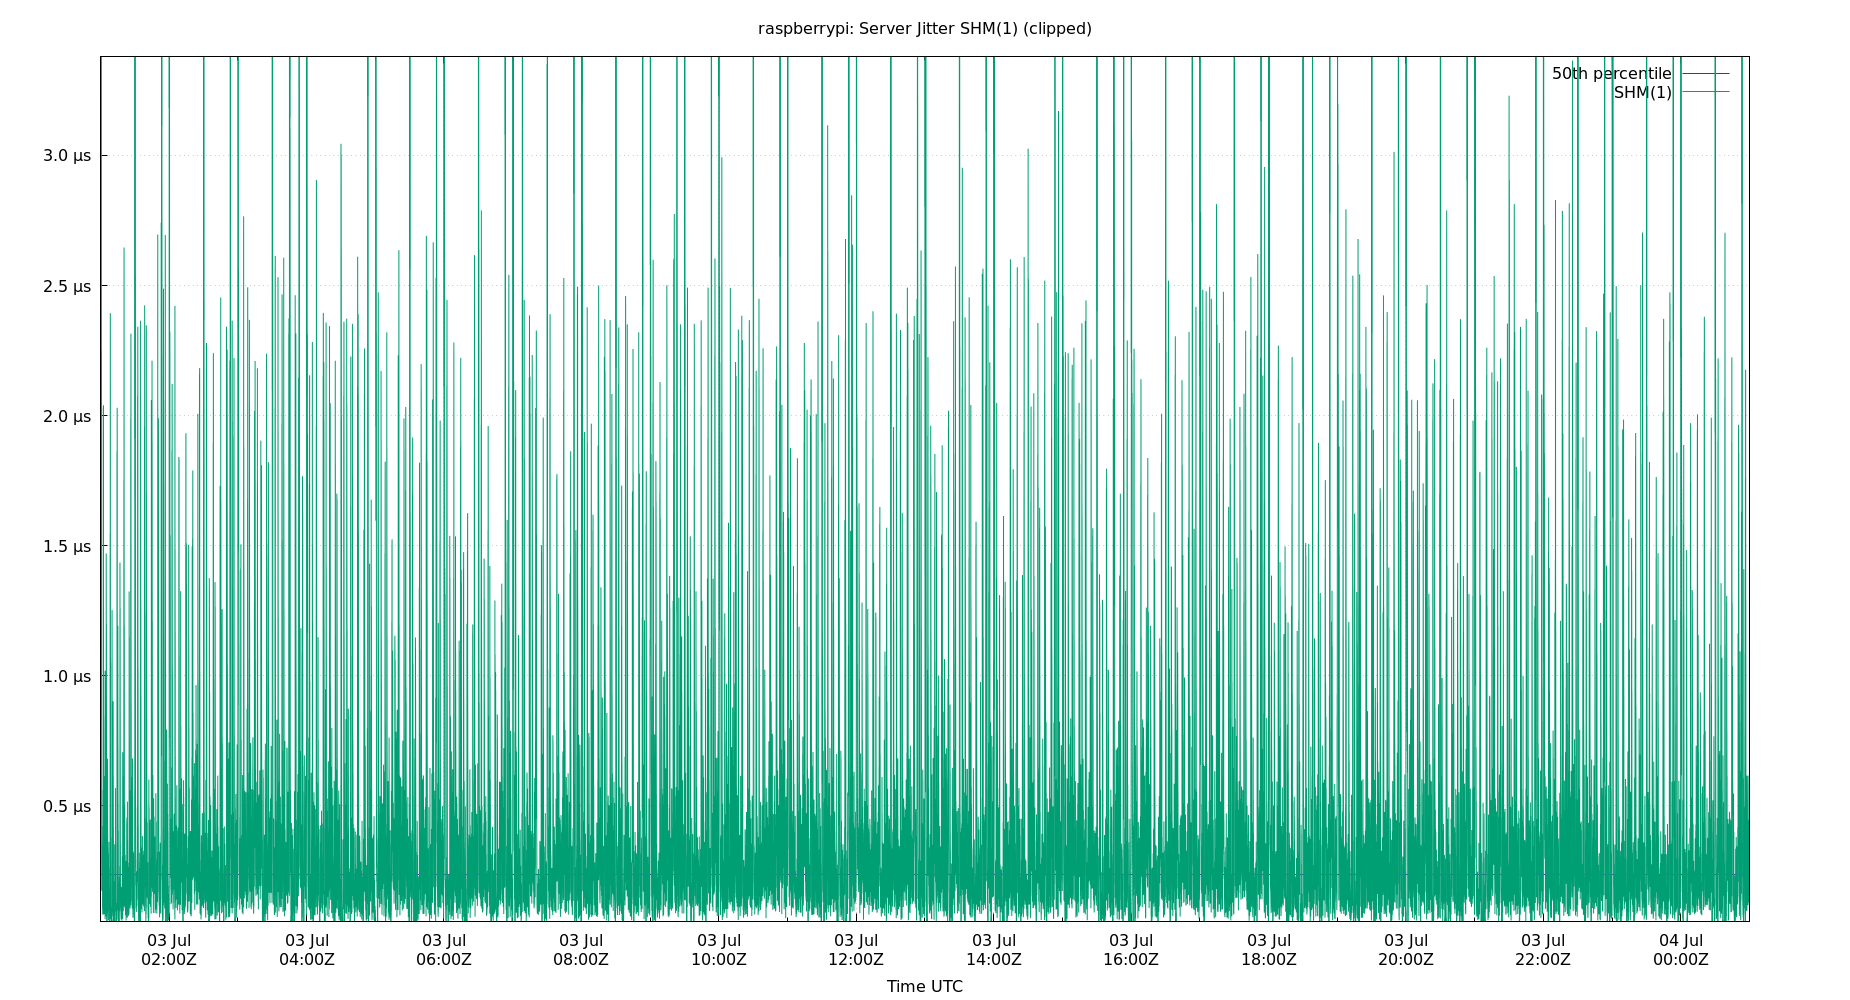 raspberrypi: Server Jitter SHM(1) (clipped)
50th percentile
SHM(1)
3.0 µs
2.5 µs
2.0 µs
1.5 µs
1.0 µs
0.5 µs
03 Jul 03 Jul 03 Jul 03 Jul 03 Jul 03 Jul 03 Jul 03 Jul 03 Jul 03 Jul 03 Jul 04 Jul
02:00Z 04:00Z 06:00Z 08:00Z 10:00Z 12:00Z 14:00Z 16:00Z 18:00Z 20:00Z 22:00Z 00:00Z
Time UTC